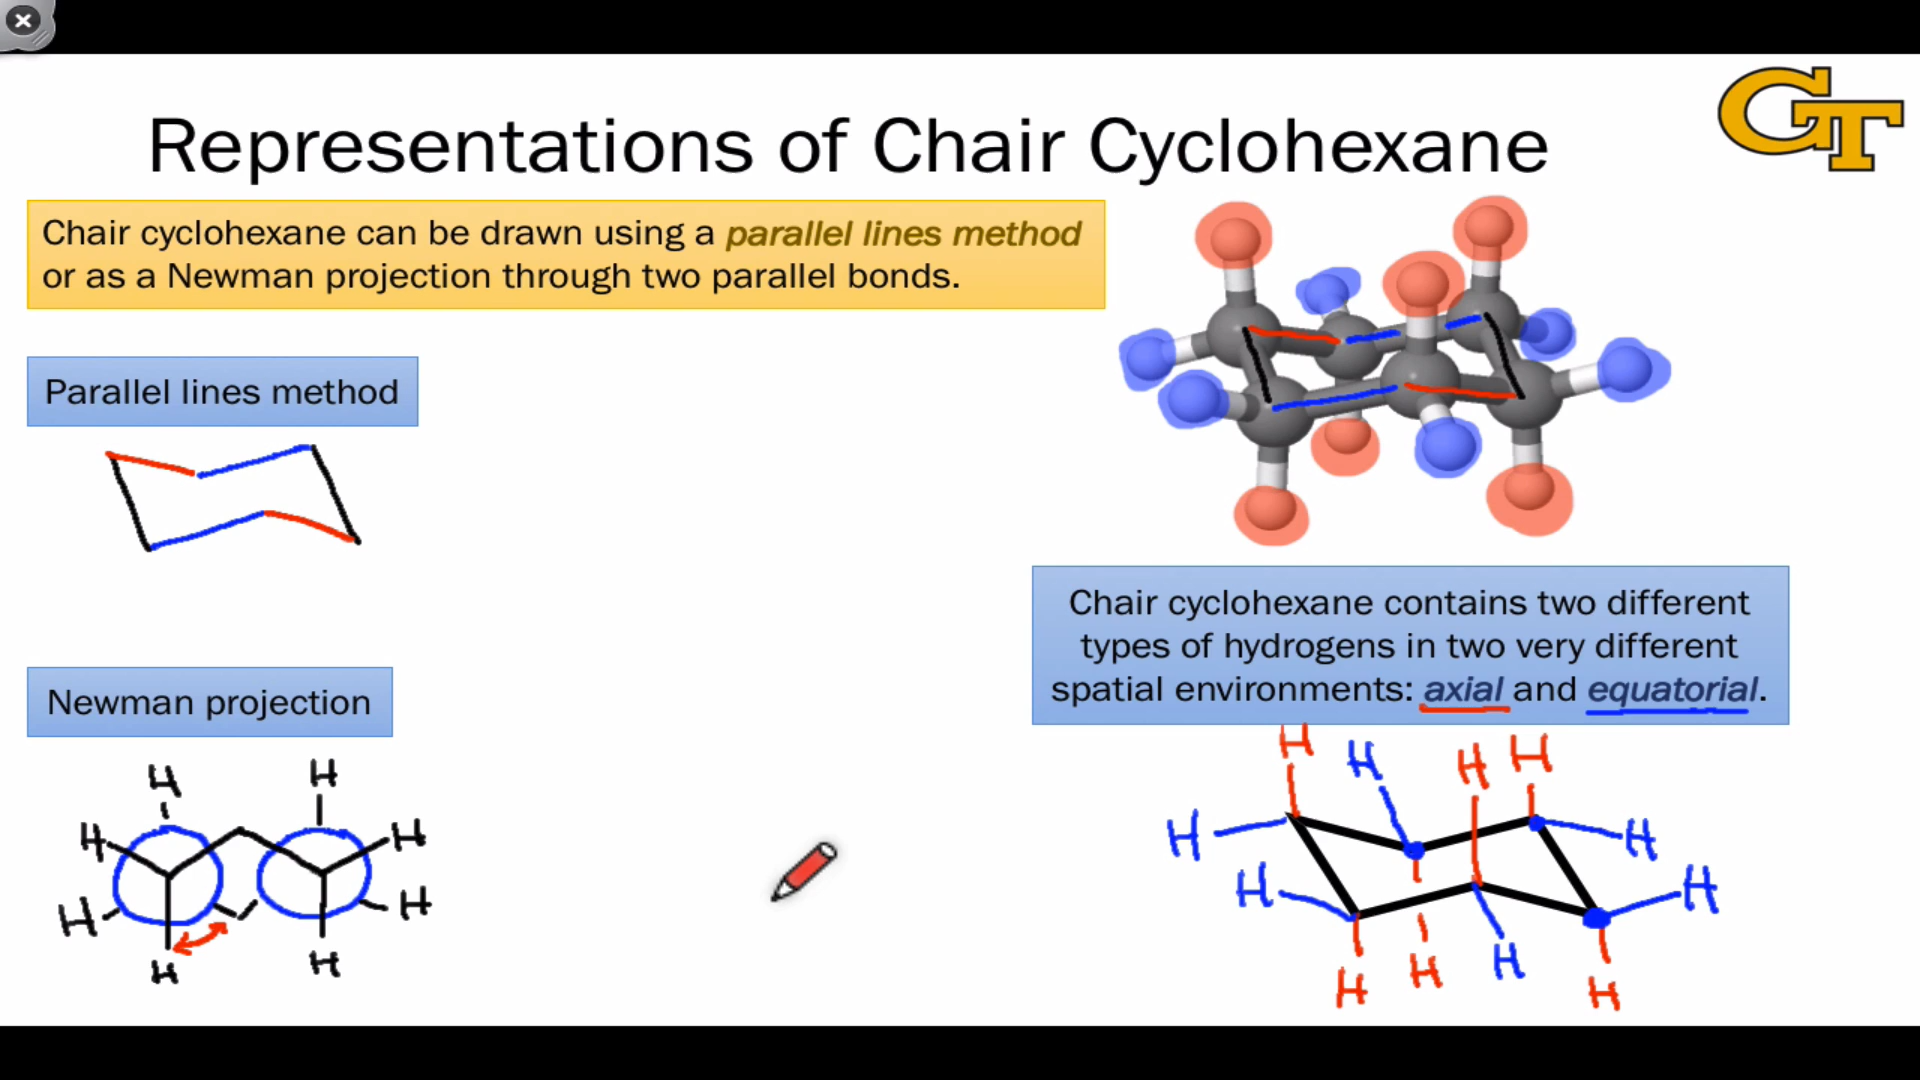 Representations of Chair Cyclohexane
GT
Chair cyclohexane can be drawn using a parallel lines method
or as a Newman projection through two parallel bonds.
Parallel lines method
Chair cyclohexane contains two different
types of hydrogens in two very different
spatial environments: axial and equatorial.
Newman projection
H H
H H
H H
H H
H H H H
H H
H H
H H H
H